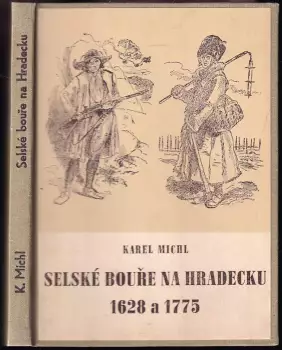 K. Michl Selské bouře na Hradecku
KAREL MICHL
SELSKÉ BOUŘE NA HRADECKU
1628 a 1775